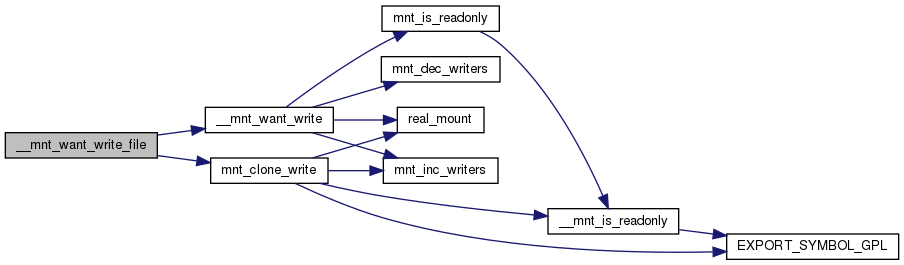 mnt_is_readonly
mnt_dec_writers
__mnt_want_write
real_mount
__mnt_want_write_file
mnt_clone_write
mnt_inc_writers
__mnt_is_readonly
EXPORT_SYMBOL_GPL